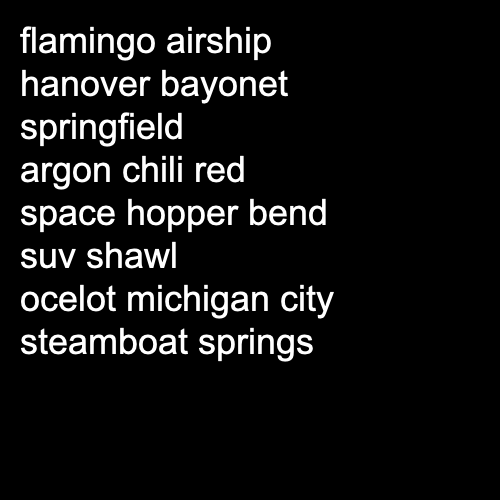 flamingo airship
hanover bayonet
springfield
argon chili red
space hopper bend
suv shawl
ocelot michigan city
steamboat springs